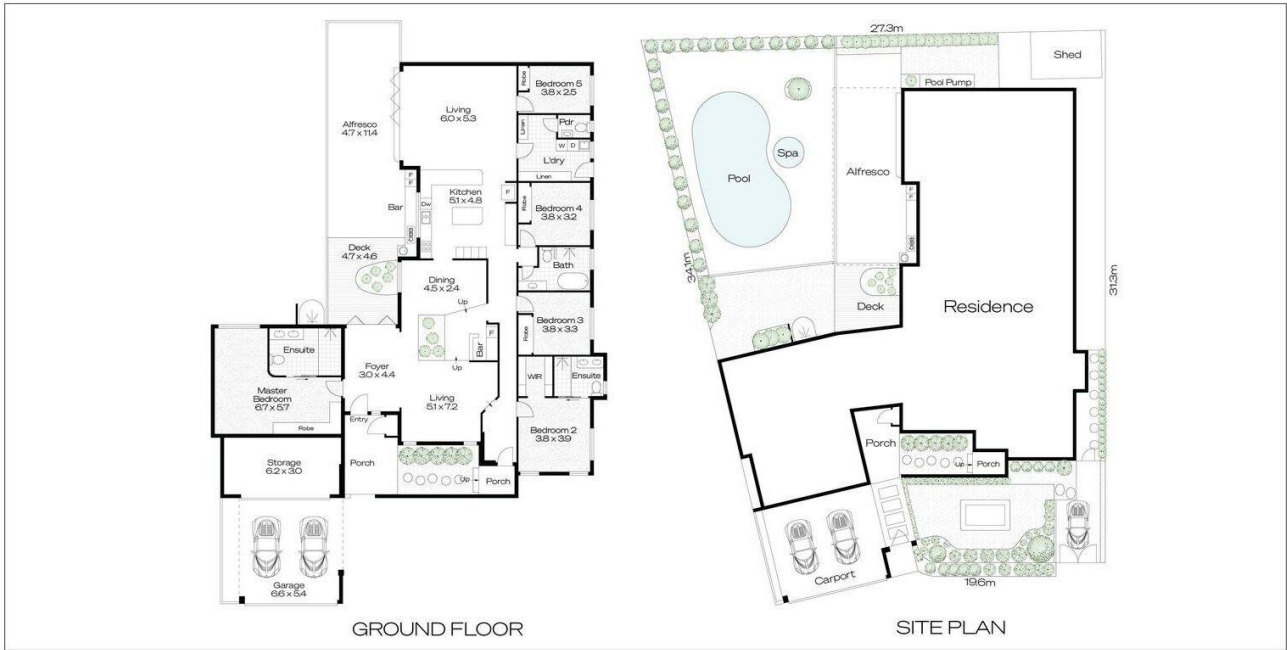 Robe
Bedroom 5
3.8 x 2.5
Living
6.0 x 5.3
Alfresco
4.7 x 11.4
Linen
Pdr
W D
L'dry
Linen
Kitchen
5.1 x 4.8
F
F
F
Bar
Dw
BBQ
Robe
Bedroom 4
3.8 x 3.2
Deck
4.7 x 4.6
Bath
Dining
4.5 x 2.4
Up
Bedroom 3
3.8 x 3.3
Robe
Bar
F
Up
Ensuite
Foyer
3.0 x 4.4
WIR
Ensuite
Master
Bedroom
6.7 x 5.7
Robe
Living
5.1 x 7.2
Bedroom 2
3.8 x 3.9
Entry
Porch
Storage
6.2 x 3.0
Up
Porch
Garage
6.6 x 5.4
GROUND FLOOR
27.3m
Shed
Pool Pump
Pool
Spa
Alfresco
F
F
BBQ
34.1m
31.3m
Deck
Residence
Porch
Up
Porch
Carport
19.6m
SITE PLAN